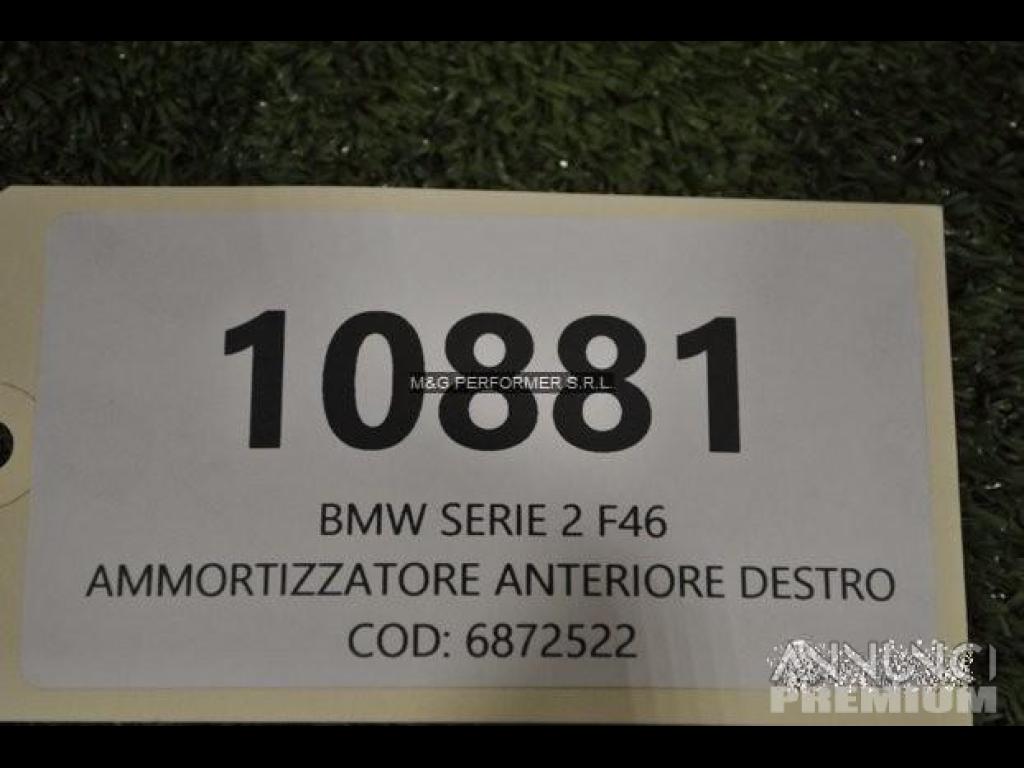 10881
M&G PERFORMER S.R.L.
BMW SERIE 2 F46
AMMORTIZZATORE ANTERIORE DESTRO
COD: 6872522
ANNUNCI
PREMIUM